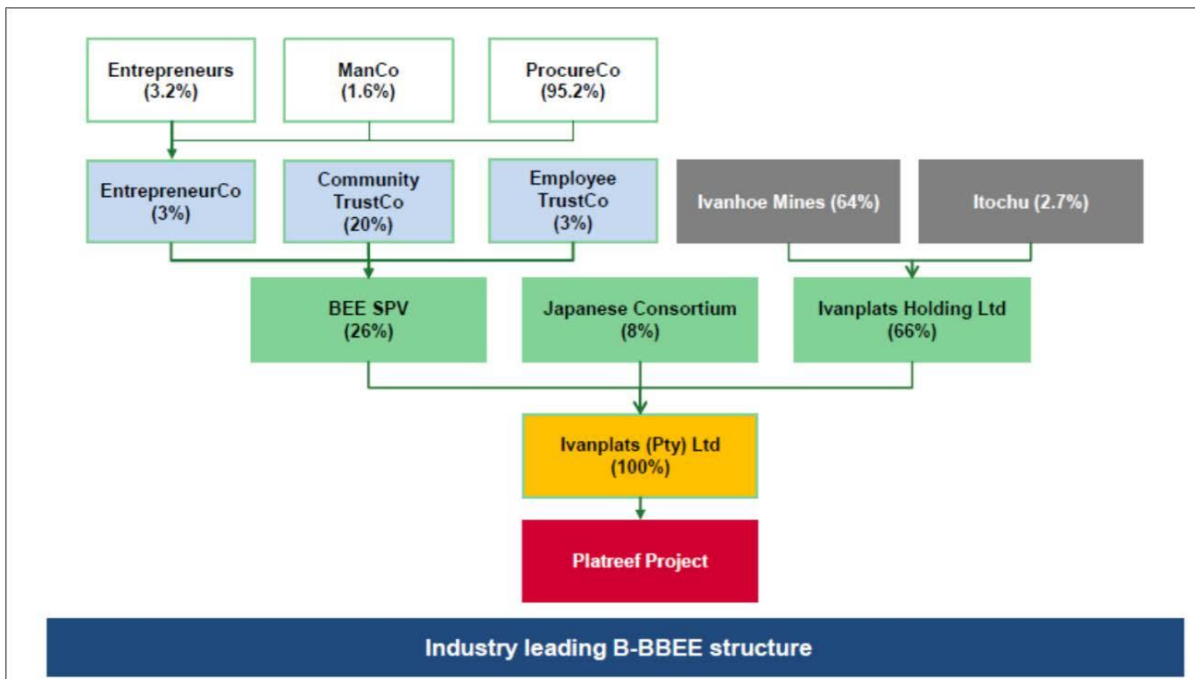 Entrepreneurs
(3.2%)
ManCo
(1.6%)
ProcureCo
(95.2%)
EntrepreneurCo
(3%)
Community
TrustCo
(20%)
Employee
TrustCo
(3%)
Ivanhoe Mines (64%)
Itochu (2.7%)
BEE SPV
(26%)
Japanese Consortium
(8%)
Ivanplats Holding Ltd
(66%)
Ivanplats (Pty) Ltd
(100%)
Platreef Project
Industry leading B-BBEE structure